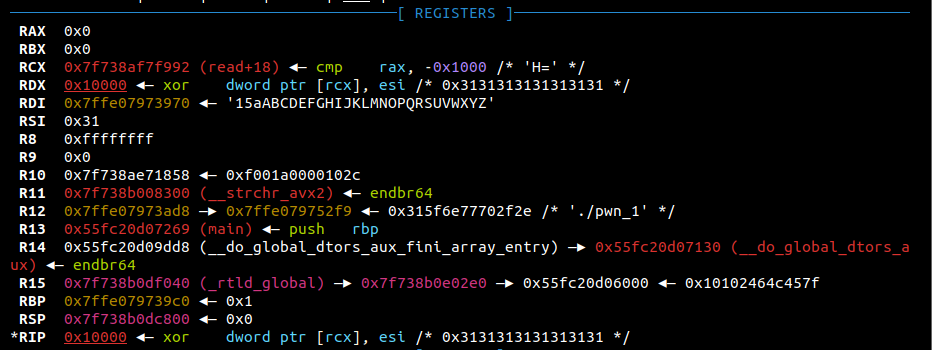 [ REGISTERS ]
RAX 0x0
RBX 0x0
RCX 0x7f738af7f992 (read+18) ◂— cmp rax, -0x1000 /* 'H=' */
RDX 0x10000 ◂— xor dword ptr [rcx], esi /* 0x3131313131313131 */
RDI 0x7ffe07973970 ◂— '15aABCDEFGHIJKLMNOPQRSUVWXYZ'
RSI 0x31
R8 0xffffffff
R9 0x0
R10 0x7f738ae71858 ◂— 0xf001a0000102c
R11 0x7f738b008300 (__strchr_avx2) ◂— endbr64
R12 0x7ffe07973ad8 —▸ 0x7ffe079752f9 ◂— 0x315f6e77702f2e /* './pwn_1' */
R13 0x55fc20d07269 (main) ◂— push rbp
R14 0x55fc20d09dd8 (__do_global_dtors_aux_fini_array_entry) —▸ 0x55fc20d07130 (__do_global_dtors_a
ux) ◂— endbr64
R15 0x7f738b0df040 (_rtld_global) —▸ 0x7f738b0e02e0 —▸ 0x55fc20d06000 ◂— 0x10102464c457f
RBP 0x7ffe079739c0 ◂— 0x1
RSP 0x7f738b0dc800 ◂— 0x0
*RIP 0x10000 ◂— xor dword ptr [rcx], esi /* 0x3131313131313131 */